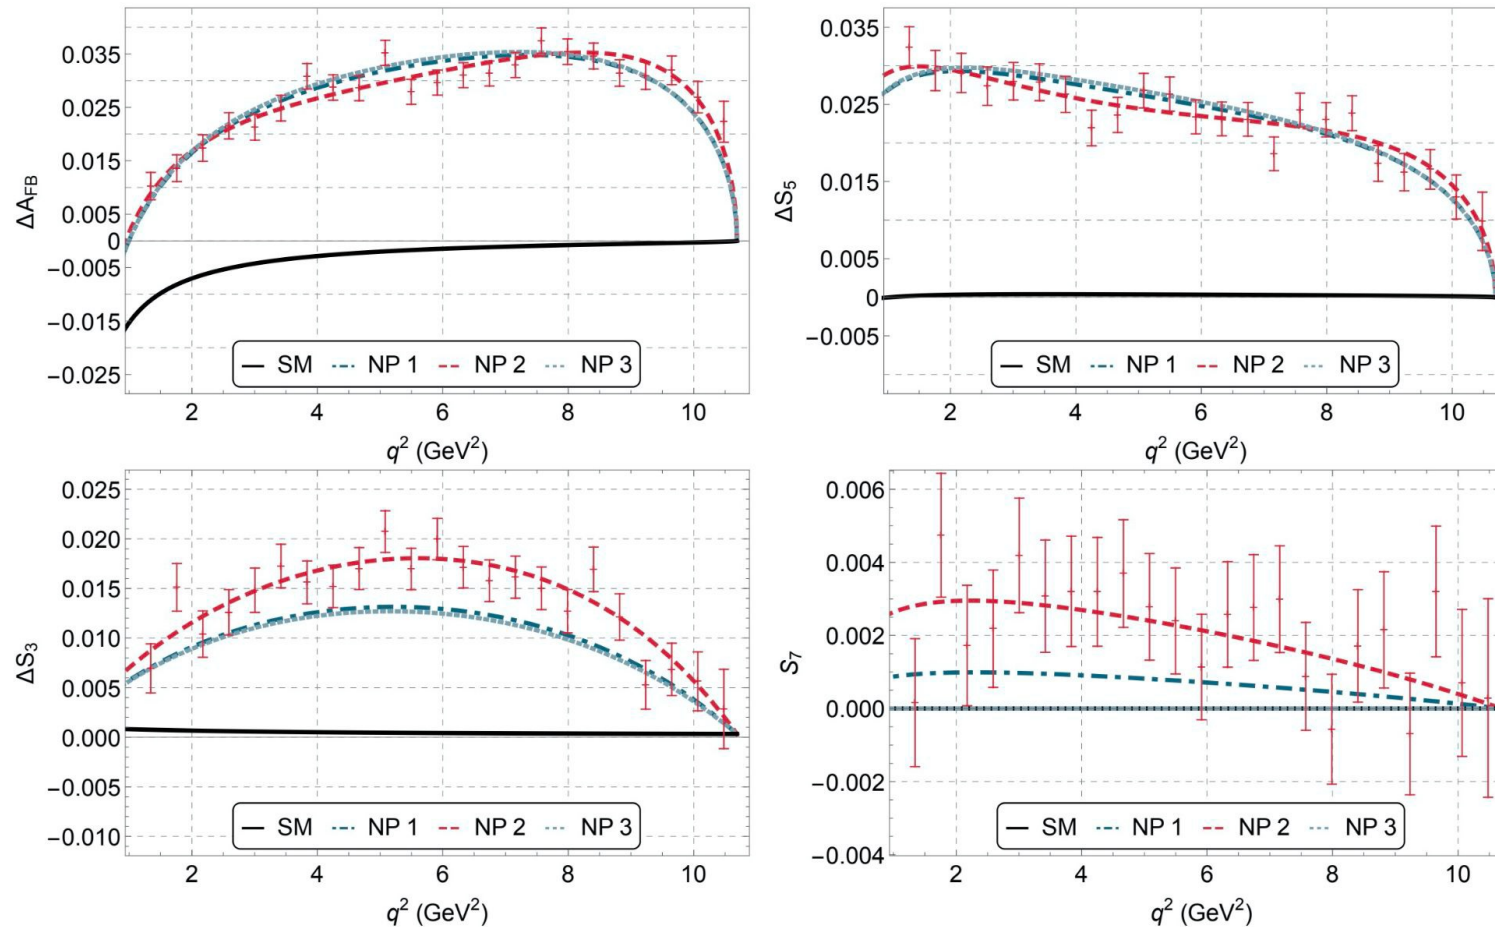 0.035
0.025
0.015
0.005
0
−0.005
−0.015
−0.025
ΔA_FB
SM NP 1 NP 2 NP 3
2 4 6 8 10
q² (GeV²)
0.035
0.025
0.015
0.005
0
−0.005
ΔS₅
SM NP 1 NP 2 NP 3
2 4 6 8 10
q² (GeV²)
0.025
0.020
0.015
0.010
0.005
0.000
−0.005
−0.010
ΔS₃
SM NP 1 NP 2 NP 3
2 4 6 8 10
q² (GeV²)
0.006
0.004
0.002
0.000
−0.002
−0.004
S₇
SM NP 1 NP 2 NP 3
2 4 6 8 10
q² (GeV²)